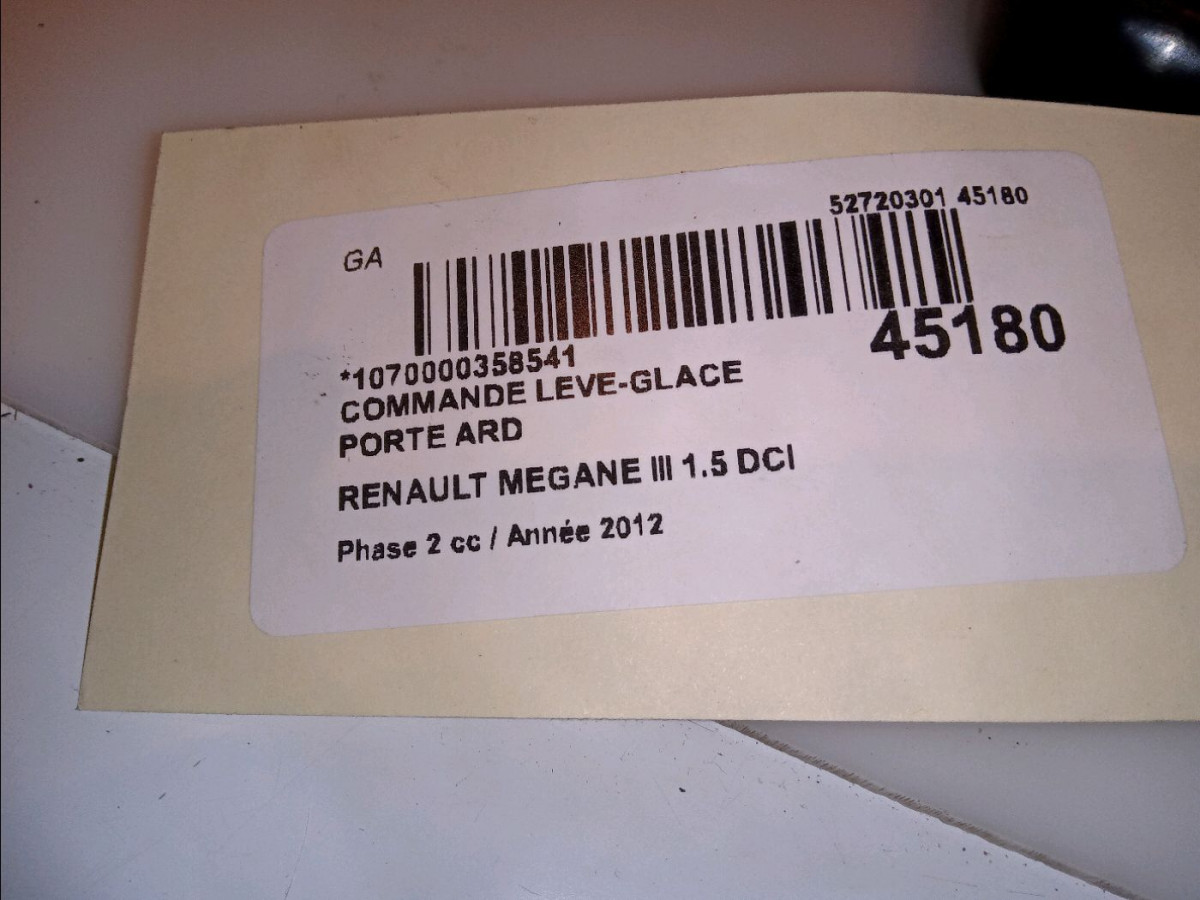 52720301 45180
GA
45180
*1070000358541
COMMANDE LEVE-GLACE
PORTE ARD
RENAULT MEGANE III 1.5 DCI
Phase 2 cc / Année 2012